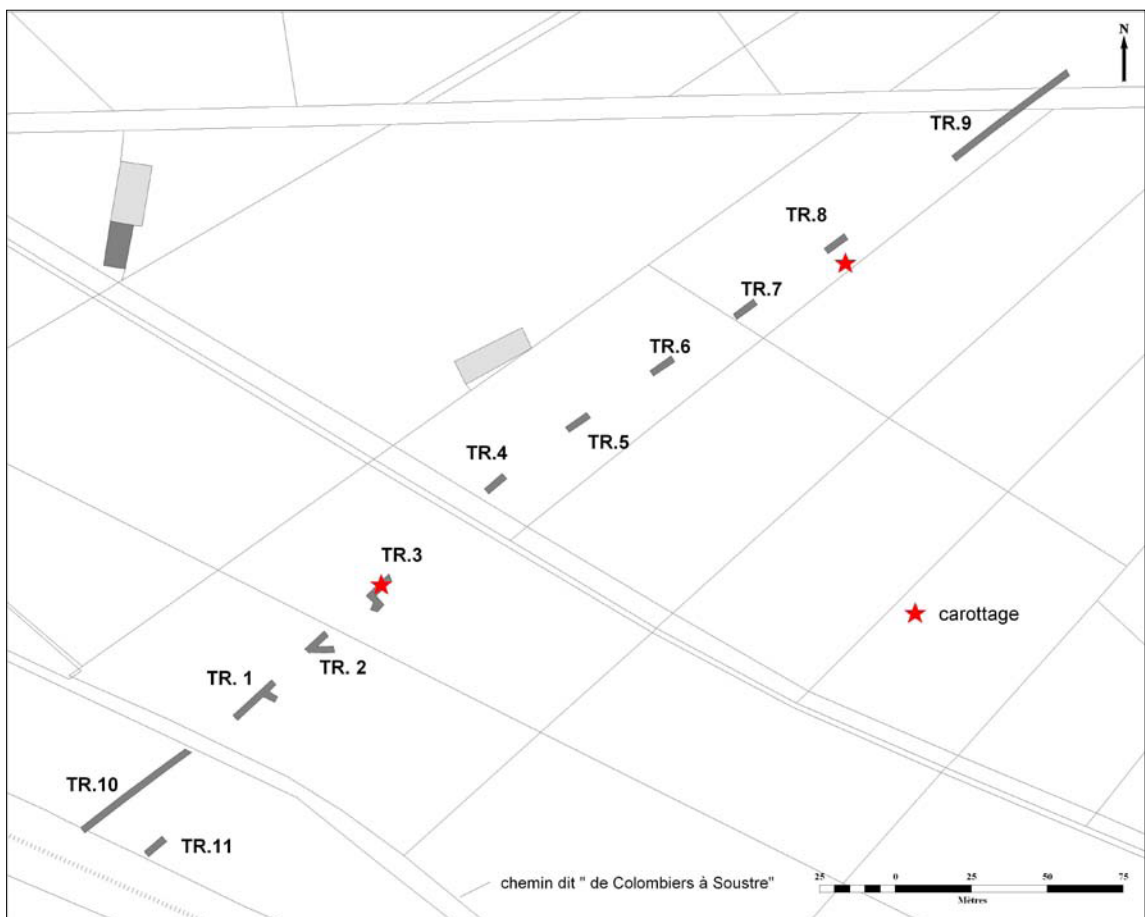 N
TR.9
TR.8
TR.7
TR.6
TR.5
TR.4
TR.3
carottage
TR. 2
TR. 1
TR.10
TR.11
chemin dit " de Colombiers à Soustre"
25 0 25 50 75
Mètres